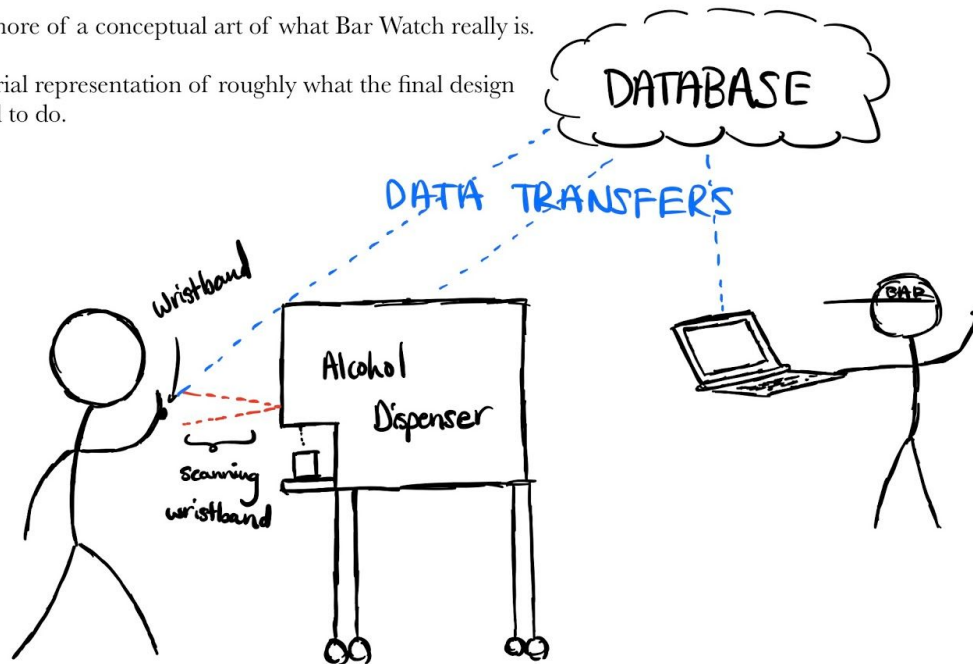 more of a conceptual art of what Bar Watch really is.
rial representation of roughly what the final design
to do.
DATABASE
DATA TRANSFERS
wristband
BAR
Alcohol
Dispenser
scanning
wristband